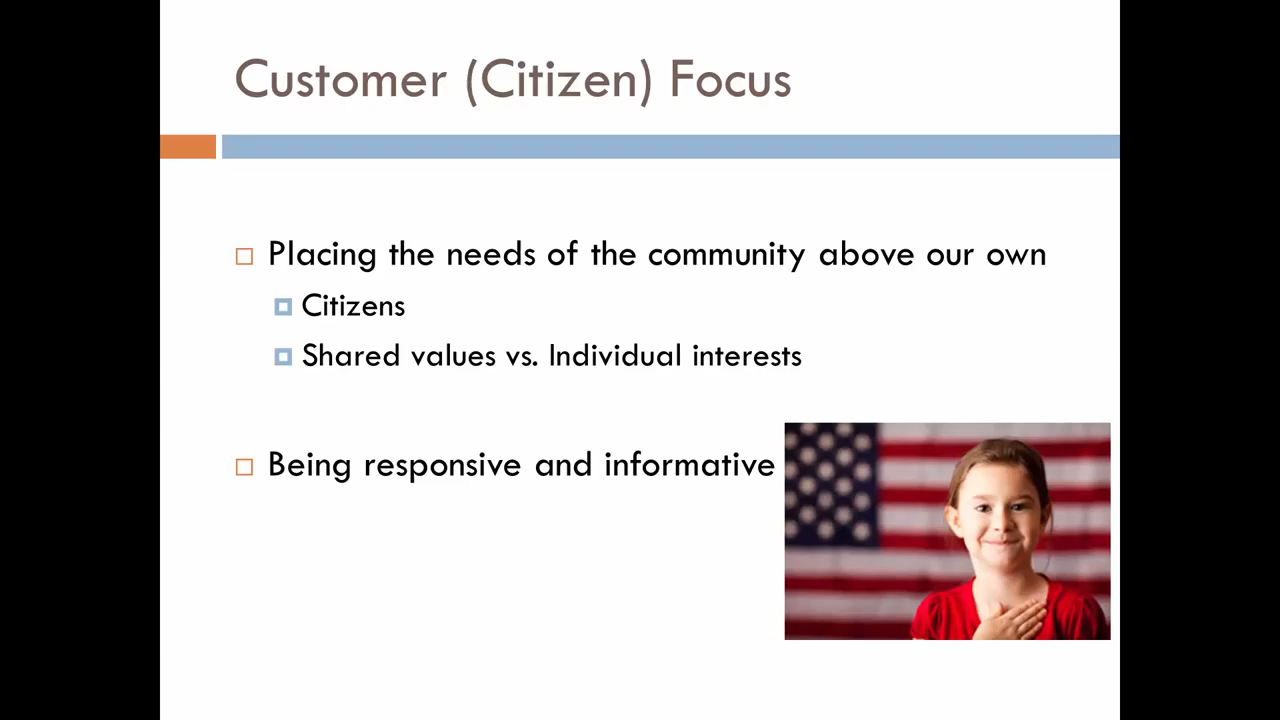 Customer (Citizen) Focus
Placing the needs of the community above our own
Citizens
Shared values vs. Individual interests
Being responsive and informative